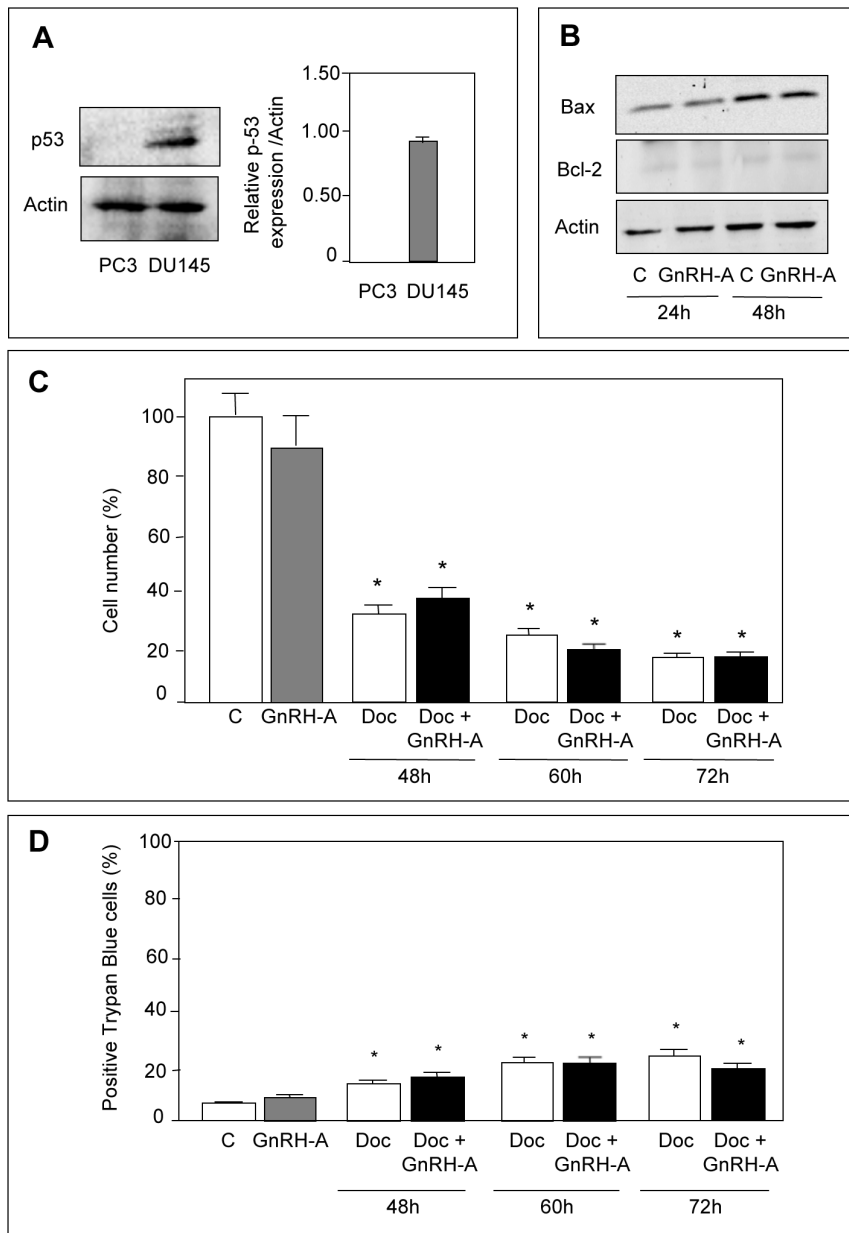 A
p53
Actin
PC3 DU145
Relative p-53
expression /Actin
1.50
1.00
0.50
0
PC3 DU145
B
Bax
Bcl-2
Actin
C GnRH-A C GnRH-A
24h 48h
C
Cell number (%)
100
80
60
40
20
0
* * * * * *
C GnRH-A Doc Doc + Doc Doc + Doc Doc +
GnRH-A GnRH-A GnRH-A
48h 60h 72h
D
Positive Trypan Blue cells (%)
100
80
60
40
20
0
* * * * * *
C GnRH-A Doc Doc + Doc Doc + Doc Doc +
GnRH-A GnRH-A GnRH-A
48h 60h 72h